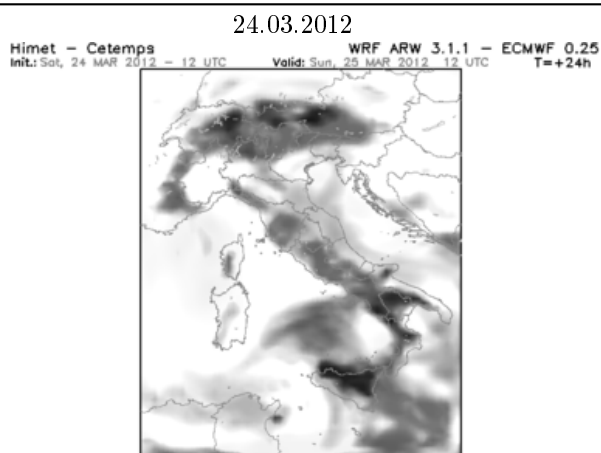 24.03.2012
Himet – Cetemps WRF ARW 3.1.1 – ECMWF 0.25
Init.: Sat, 24 MAR 2012 – 12 UTC Valid: Sun, 25 MAR 2012 12 UTC T=+24h